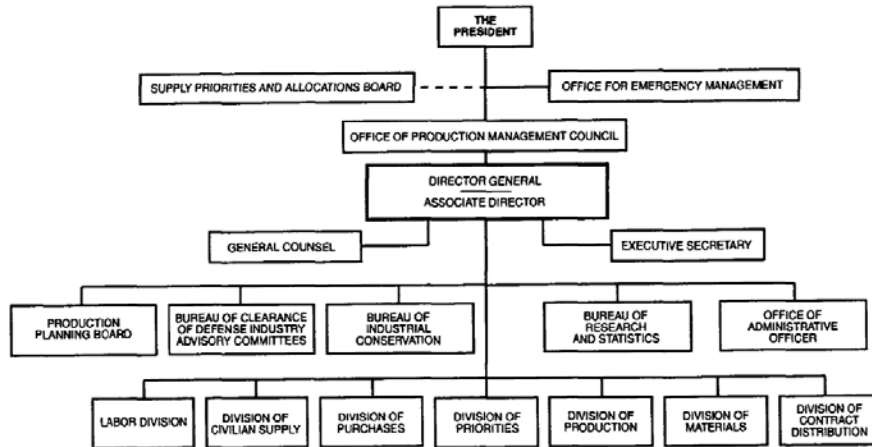 THE
PRESIDENT
SUPPLY PRIORITIES AND ALLOCATIONS BOARD
OFFICE FOR EMERGENCY MANAGEMENT
OFFICE OF PRODUCTION MANAGEMENT COUNCIL
DIRECTOR GENERAL
ASSOCIATE DIRECTOR
GENERAL COUNSEL
EXECUTIVE SECRETARY
PRODUCTION
PLANNING BOARD
BUREAU OF CLEARANCE
OF DEFENSE INDUSTRY
ADVISORY COMMITTEES
BUREAU OF
INDUSTRIAL
CONSERVATION
BUREAU OF
RESEARCH
AND STATISTICS
OFFICE OF
ADMINISTRATIVE
OFFICER
LABOR DIVISION
DIVISION OF
CIVILIAN SUPPLY
DIVISION OF
PURCHASES
DIVISION OF
PRIORITIES
DIVISION OF
PRODUCTION
DIVISION OF
MATERIALS
DIVISION OF
CONTRACT
DISTRIBUTION